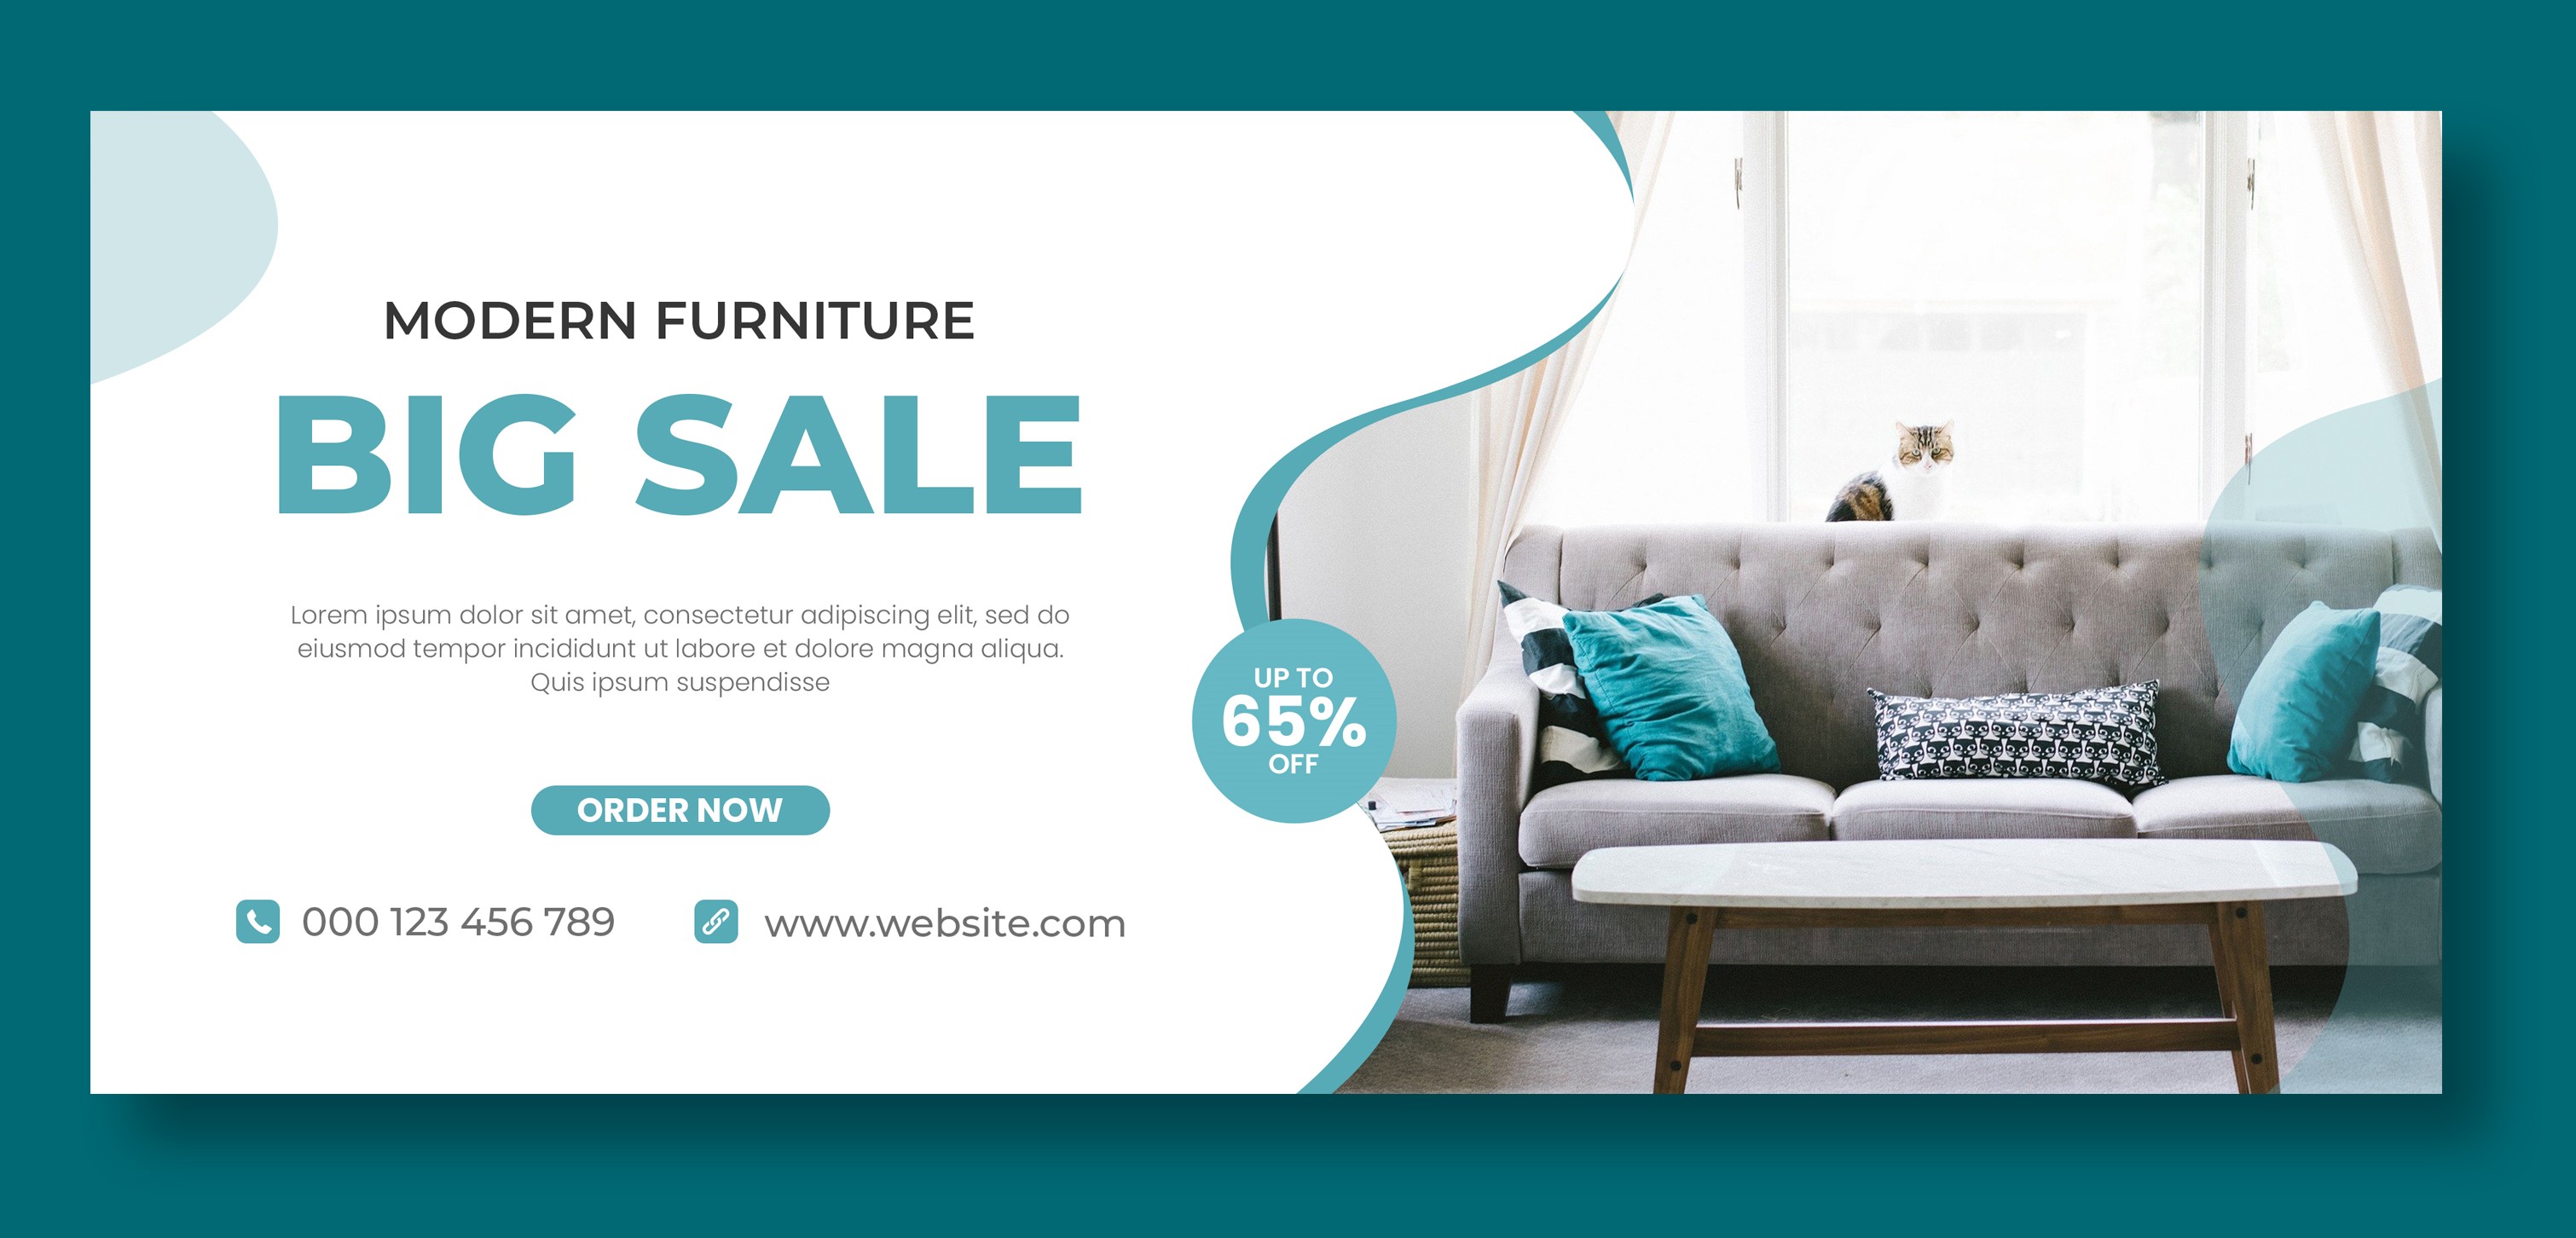 MODERN FURNITURE
BIG SALE
Lorem ipsum dolor sit amet, consectetur adipiscing elit, sed do
eiusmod tempor incididunt ut labore et dolore magna aliqua.
Quis ipsum suspendisse
ORDER NOW
000 123 456 789
www.website.com
UP TO
65%
OFF